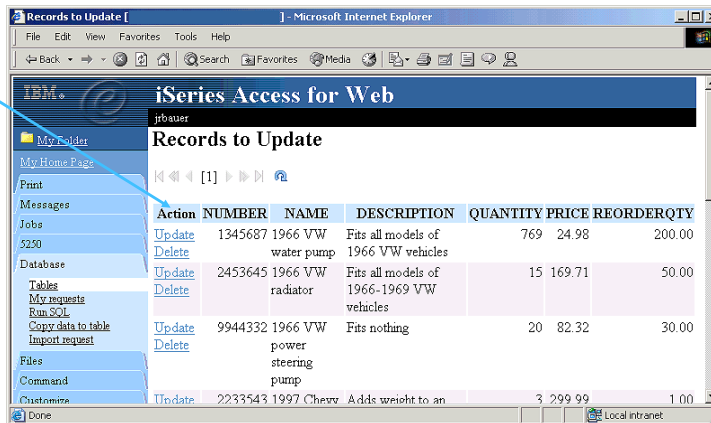 Records to Update [ ] - Microsoft Internet Explorer
File Edit View Favorites Tools Help
Back Search Favorites Media
IBM iSeries Access for Web
jrbauer
My Folder
Records to Update
My Home Page
[1]
Print
Messages
Action NUMBER NAME DESCRIPTION QUANTITY PRICE REORDERQTY
Jobs
Update 1345687 1966 VW Fits all models of 769 24.98 200.00
5250
Delete water pump 1966 VW vehicles
Database
Update 2453645 1966 VW Fits all models of 15 169.71 50.00
Tables
Delete radiator 1966-1969 VW
My requests
vehicles
Run SQL
Copy data to table
Update 9944332 1966 VW Fits nothing 20 82.32 30.00
Import request
Delete power
Files
steering
Command
pump
Customize
Update 2233543 1997 Chevy Adds weight to an 3 299.99 1.00
Done Local intranet